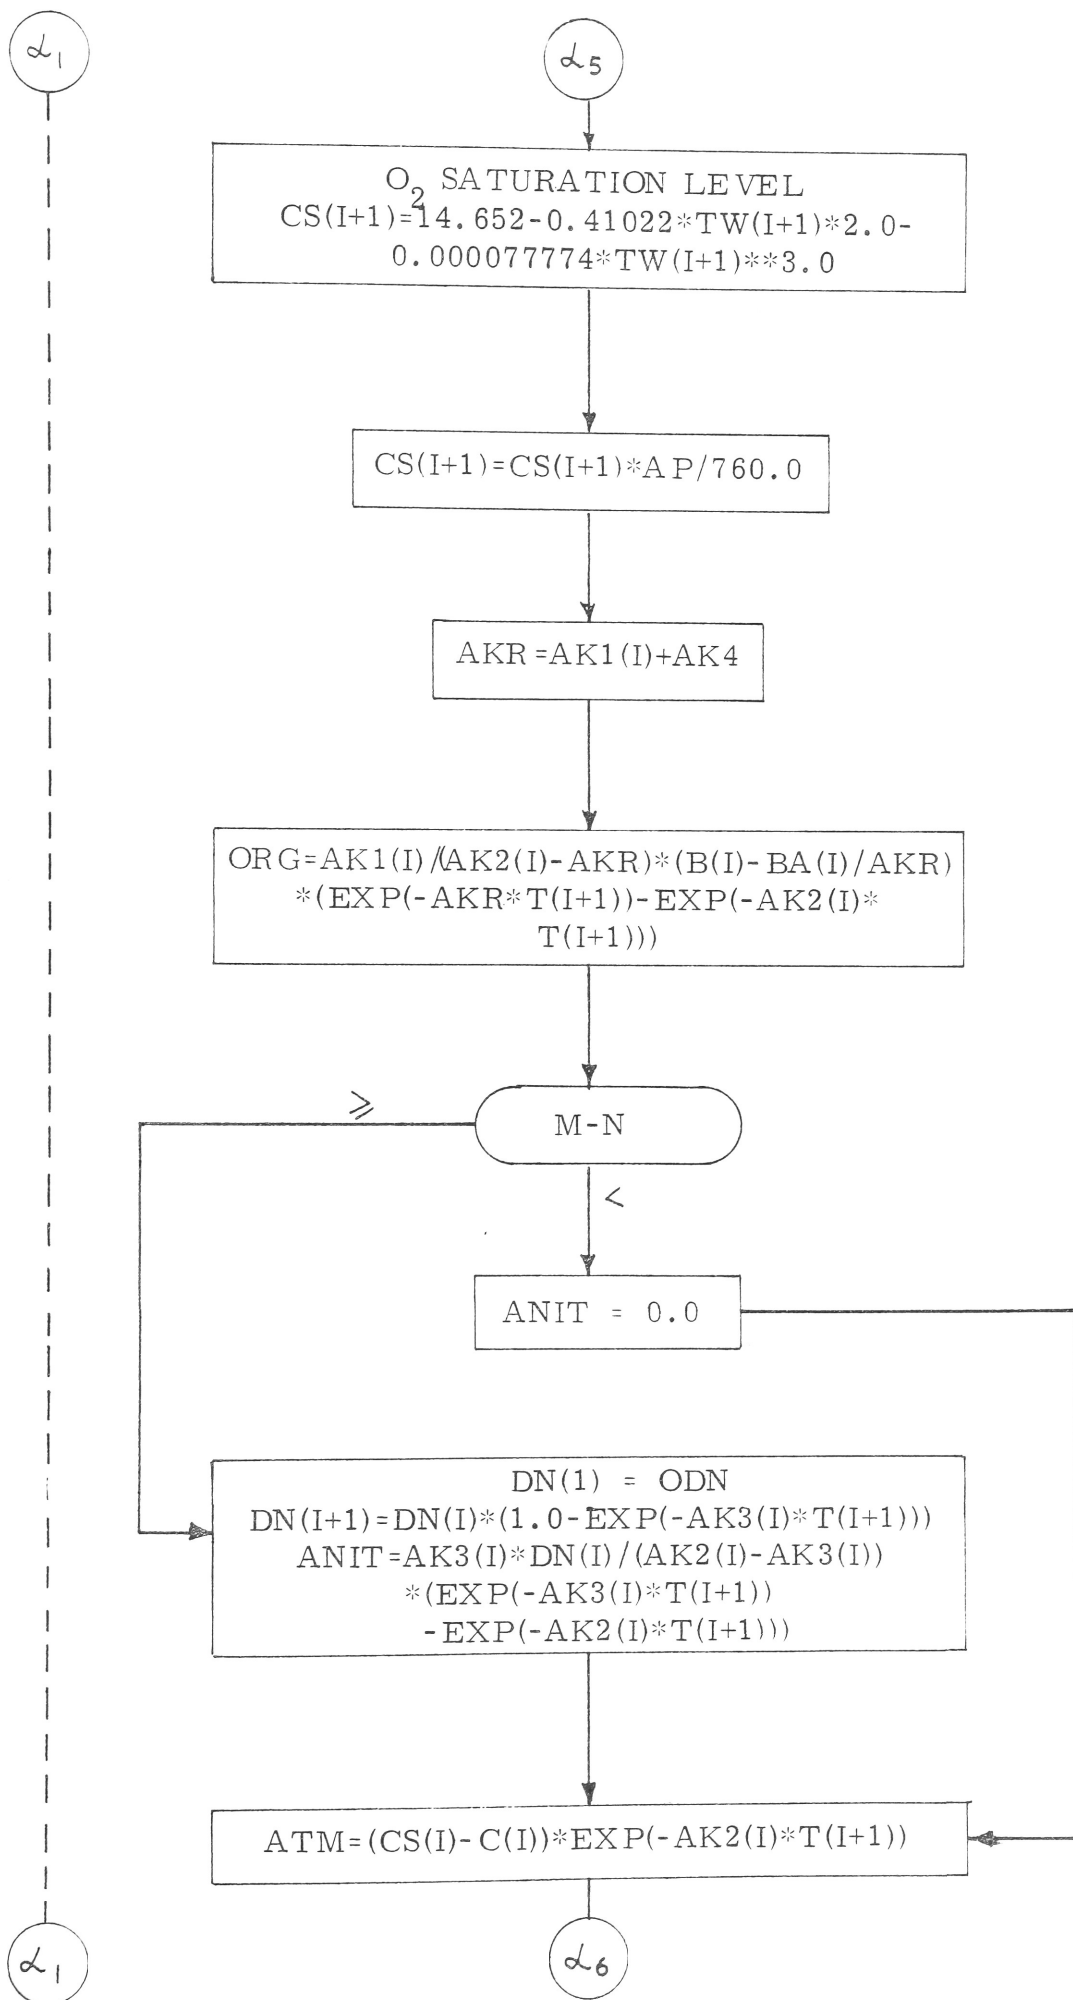 α₁
α₅
O₂ SATURATION LEVEL
CS(I+1)=14.652-0.41022*TW(I+1)*2.0-
0.000077774*TW(I+1)**3.0
CS(I+1)=CS(I+1)*AP/760.0
AKR=AK1(I)+AK4
ORG=AK1(I)/(AK2(I)-AKR)*(B(I)-BA(I)/AKR)
*(EXP(-AKR*T(I+1))-EXP(-AK2(I)*
T(I+1)))
≥
M-N
<
ANIT = 0.0
DN(1) = ODN
DN(I+1)=DN(I)*(1.0-EXP(-AK3(I)*T(I+1)))
ANIT=AK3(I)*DN(I)/(AK2(I)-AK3(I))
*(EXP(-AK3(I)*T(I+1))
-EXP(-AK2(I)*T(I+1)))
ATM=(CS(I)-C(I))*EXP(-AK2(I)*T(I+1))
α₁
α₆